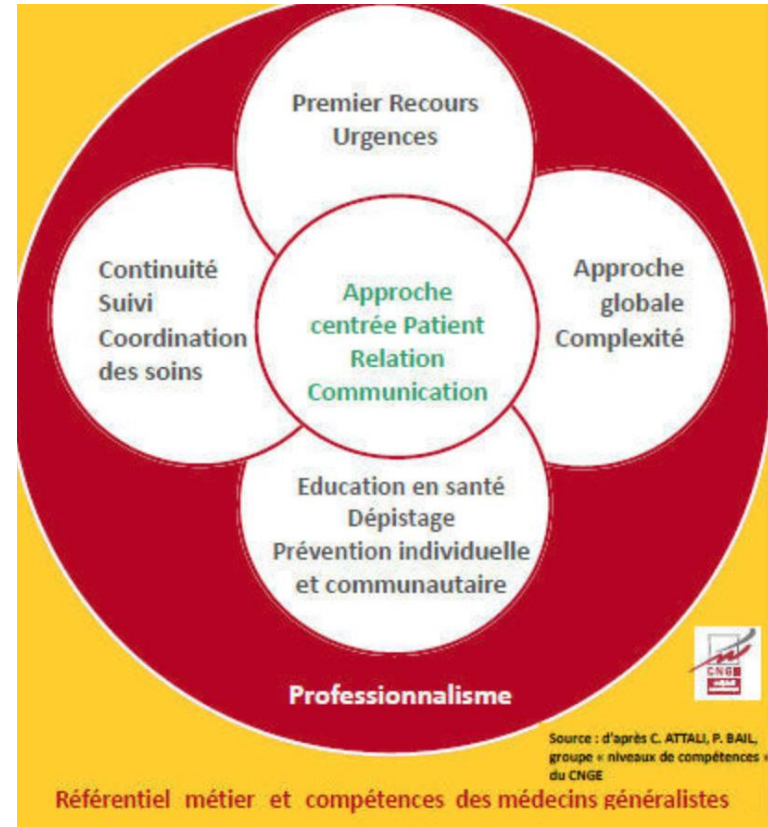 Premier Recours
Urgences
Continuité
Suivi
Coordination
des soins
Approche
centrée Patient
Relation
Communication
Approche
globale
Complexité
Education en santé
Dépistage
Prévention individuelle
et communautaire
Professionnalisme
CNGE
Source : d'après C. ATTALI, P. BAIL,
groupe « niveaux de compétences »
du CNGE
Référentiel métier et compétences des médecins généralistes